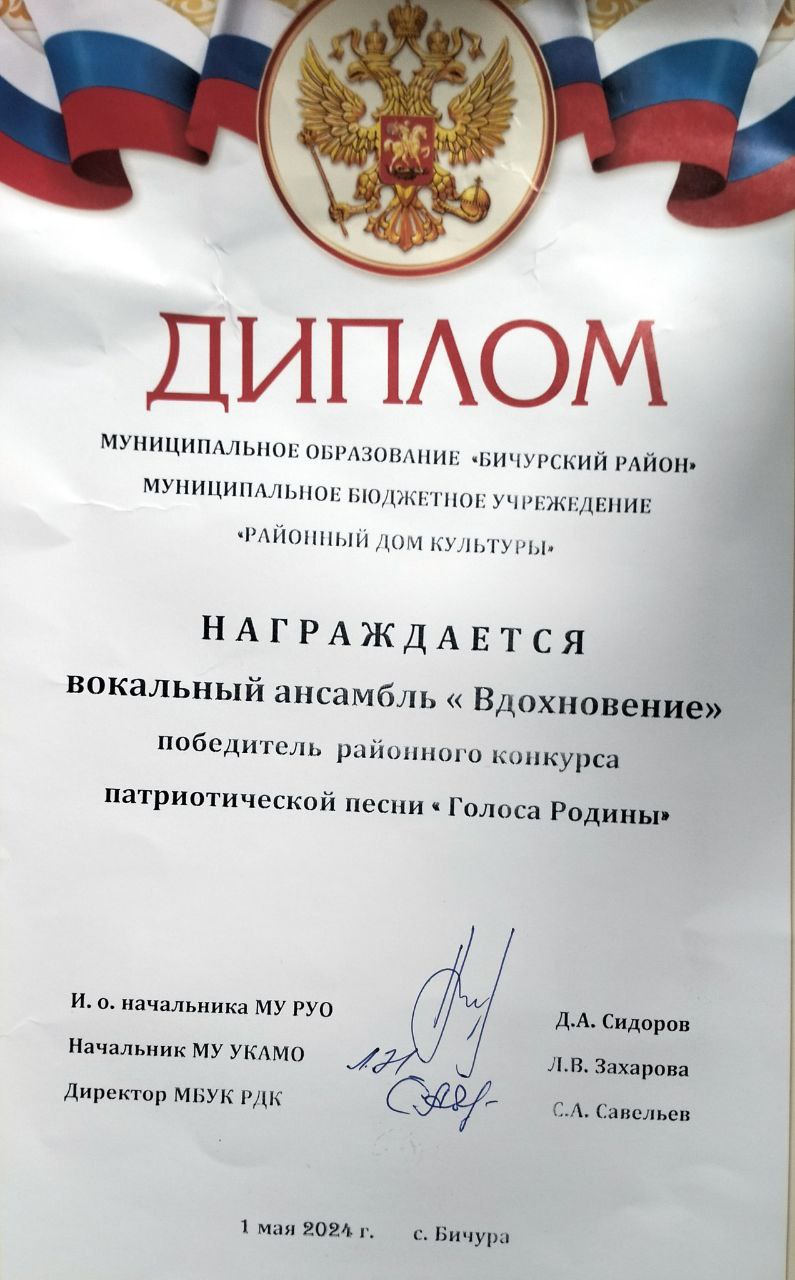 ДИПЛОМ
МУНИЦИПАЛЬНОЕ ОБРАЗОВАНИЕ «БИЧУРСКИЙ РАЙОН»
МУНИЦИПАЛЬНОЕ БЮДЖЕТНОЕ УЧРЕЖЕДЕНИЕ
«РАЙОННЫЙ ДОМ КУЛЬТУРЫ»
НАГРАЖДАЕТСЯ
вокальный ансамбль « Вдохновение»
победитель районного конкурса
патриотической песни « Голоса Родины»
И. о. начальника МУ РУО Д.А. Сидоров
Начальник МУ УКАМО Л.В. Захарова
Директор МБУК РДК С.А. Савельев
1 мая 2024 г. с. Бичура